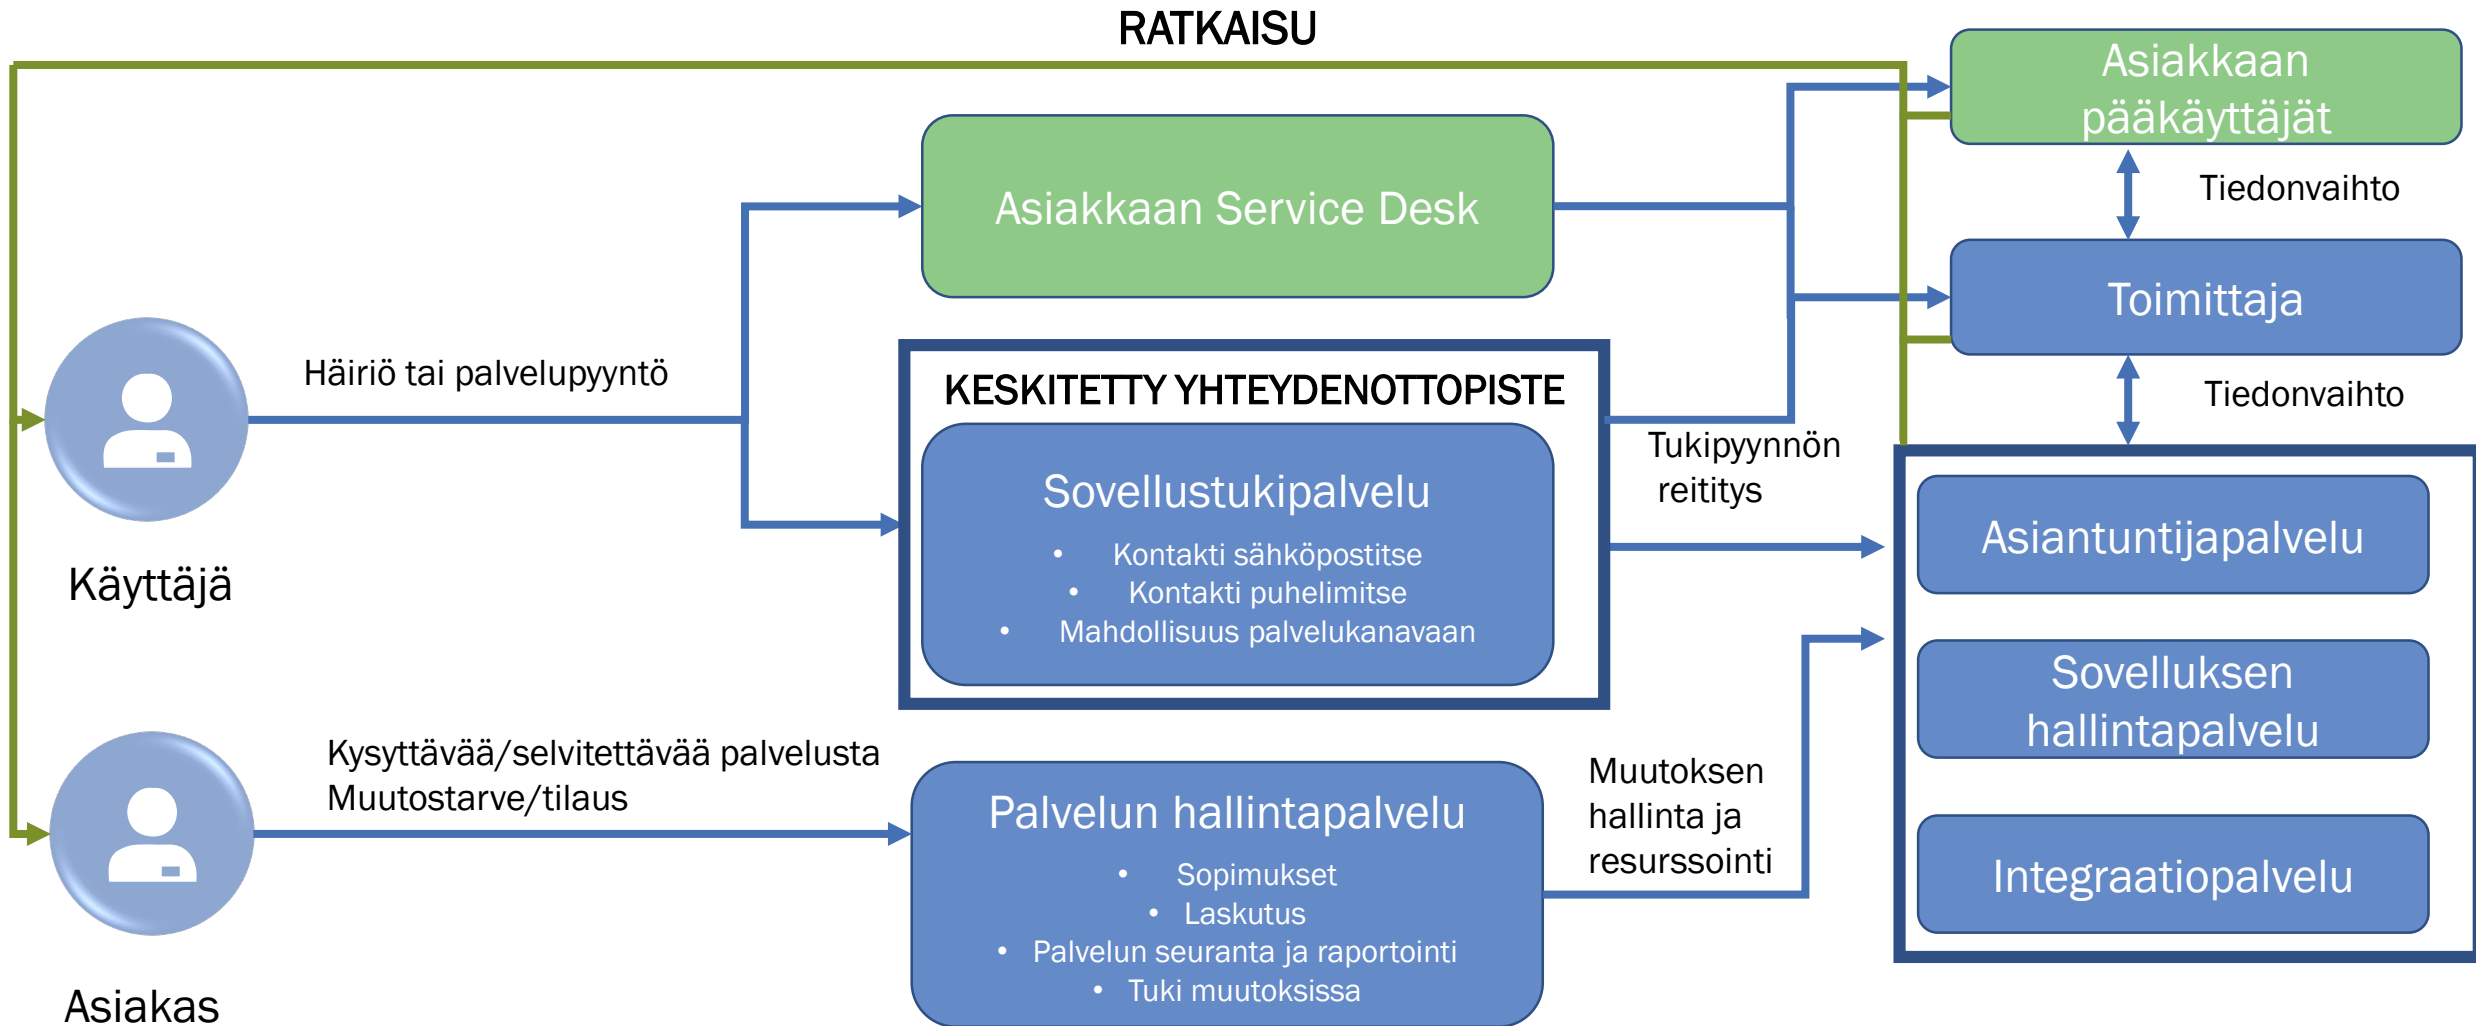 RATKAISU
Asiakkaan
pääkäyttäjät
Tiedonvaihto
Asiakkaan Service Desk
Toimittaja
Tiedonvaihto
Häiriö tai palvelupyyntö
Käyttäjä
KESKITETTY YHTEYDENOTTOPISTE
Sovellustukipalvelu
• Kontakti sähköpostitse
• Kontakti puhelimitse
• Mahdollisuus palvelukanavaan
Tukipyynnön
reititys
Asiantuntijapalvelu
Sovelluksen
hallintapalvelu
Integraatiopalvelu
Kysyttävää/selvitettävää palvelusta
Muutostarve/tilaus
Asiakas
Palvelun hallintapalvelu
• Sopimukset
• Laskutus
• Palvelun seuranta ja raportointi
• Tuki muutoksissa
Muutoksen
hallinta ja
resurssointi